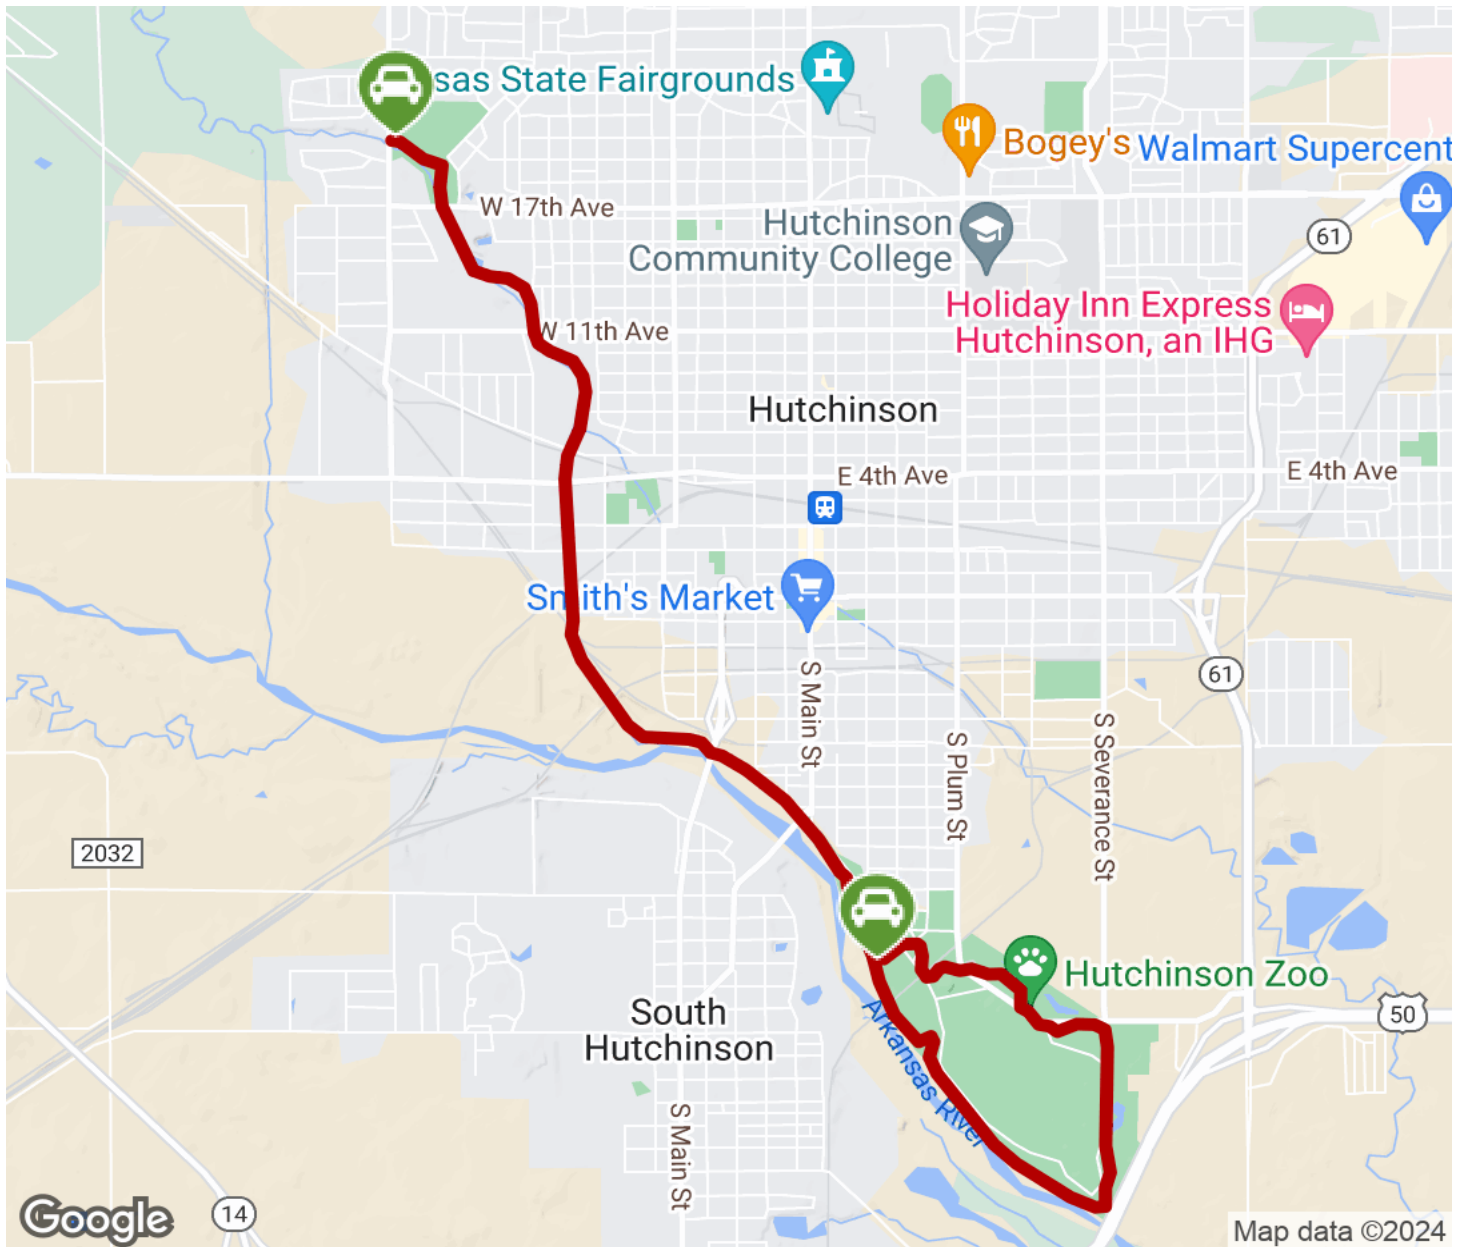 sas State Fairgrounds
Bogey's
Walmart Supercent
W 17th Ave
Hutchinson
Community College
61
Holiday Inn Express
Hutchinson, an IHG
W 11th Ave
Hutchinson
E 4th Ave
E 4th Ave
Smith's Market
S Main St
61
S Plum St
S Severance St
2032
Hutchinson Zoo
South
Hutchinson
Arkansas River
50
S Main St
14
Google
Map data ©2024